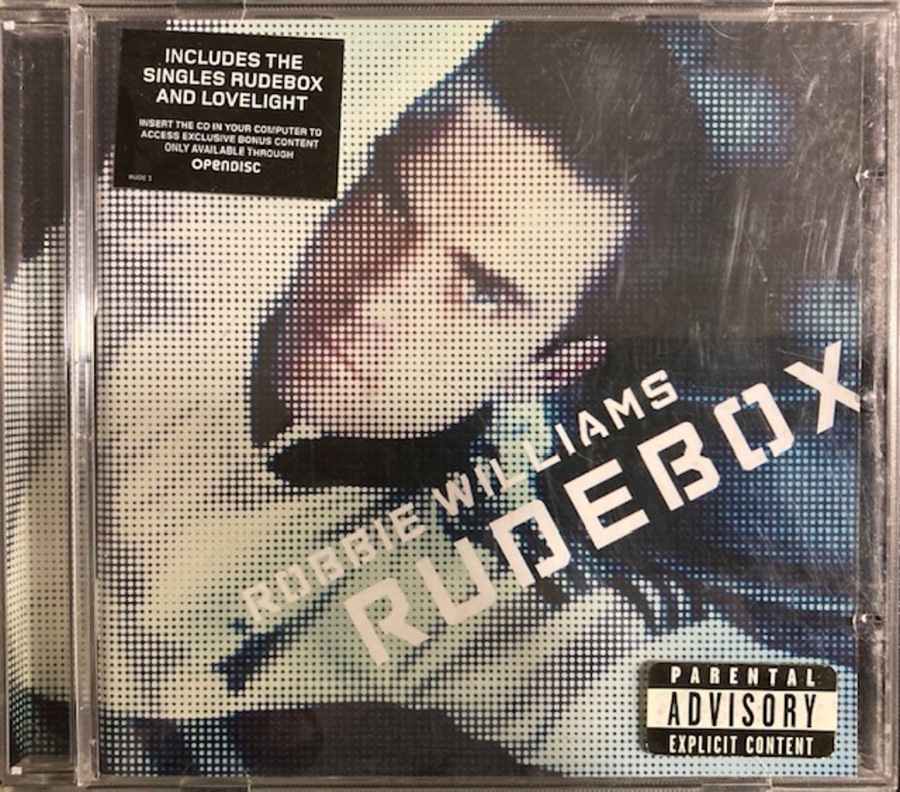 INCLUDES THE
SINGLES RUDEBOX
AND LOVELIGHT
INSERT THE CD IN YOUR COMPUTER TO
ACCESS EXCLUSIVE BONUS CONTENT
ONLY AVAILABLE THROUGH
OPENDISC
ROBBIE WILLIAMS
RUDEBOX
PARENTAL
ADVISORY
EXPLICIT CONTENT